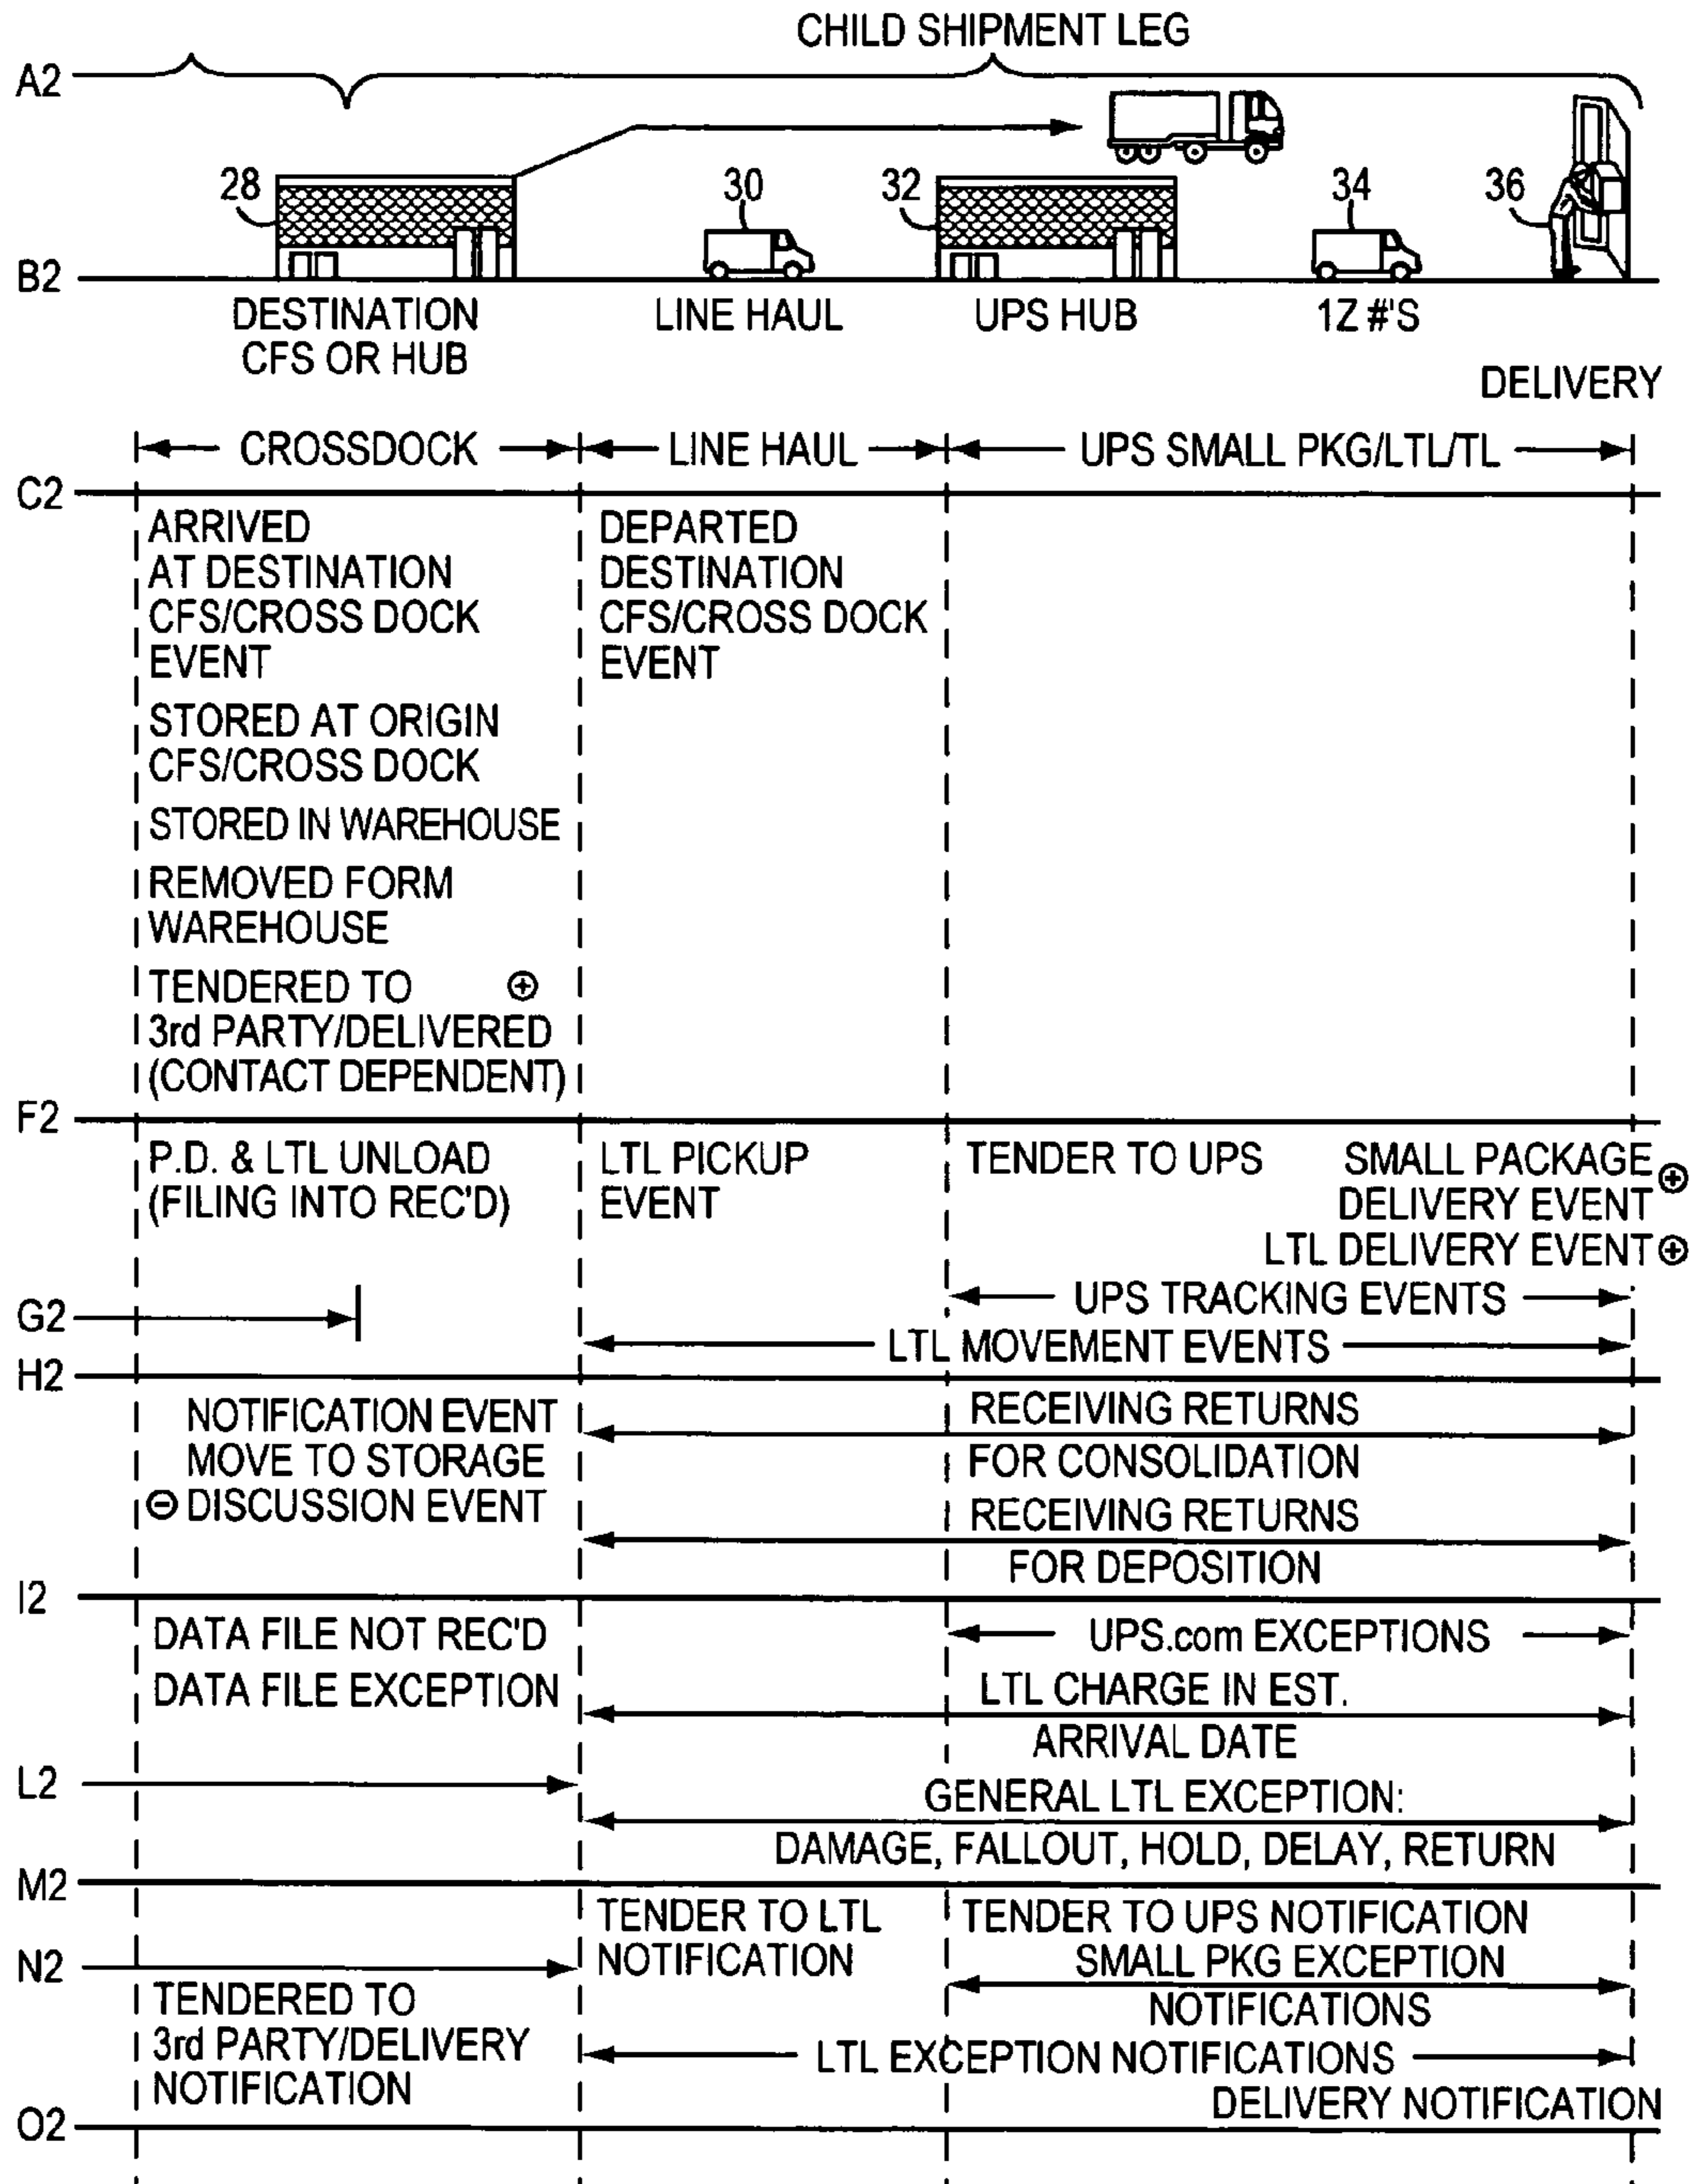 CHILD SHIPMENT LEG
A2
28
30
32
34
36
B2
DESTINATION
CFS OR HUB
LINE HAUL
UPS HUB
1Z #'S
DELIVERY
CROSSDOCK
LINE HAUL
UPS SMALL PKG/LTL/TL
C2
ARRIVED
AT DESTINATION
CFS/CROSS DOCK
EVENT
STORED AT ORIGIN
CFS/CROSS DOCK
STORED IN WAREHOUSE
REMOVED FORM
WAREHOUSE
TENDERED TO ⊕
3rd PARTY/DELIVERED
(CONTACT DEPENDENT)
DEPARTED
DESTINATION
CFS/CROSS DOCK
EVENT
F2
P.D. & LTL UNLOAD
(FILING INTO REC'D)
LTL PICKUP
EVENT
TENDER TO UPS
SMALL PACKAGE ⊕
DELIVERY EVENT
LTL DELIVERY EVENT ⊕
UPS TRACKING EVENTS
G2
LTL MOVEMENT EVENTS
H2
NOTIFICATION EVENT
MOVE TO STORAGE
⊖ DISCUSSION EVENT
RECEIVING RETURNS
FOR CONSOLIDATION
RECEIVING RETURNS
FOR DEPOSITION
I2
DATA FILE NOT REC'D
DATA FILE EXCEPTION
UPS.com EXCEPTIONS
LTL CHARGE IN EST.
ARRIVAL DATE
L2
GENERAL LTL EXCEPTION:
DAMAGE, FALLOUT, HOLD, DELAY, RETURN
M2
TENDER TO LTL
NOTIFICATION
TENDER TO UPS NOTIFICATION
SMALL PKG EXCEPTION
NOTIFICATIONS
N2
TENDERED TO
3rd PARTY/DELIVERY
NOTIFICATION
LTL EXCEPTION NOTIFICATIONS
DELIVERY NOTIFICATION
O2